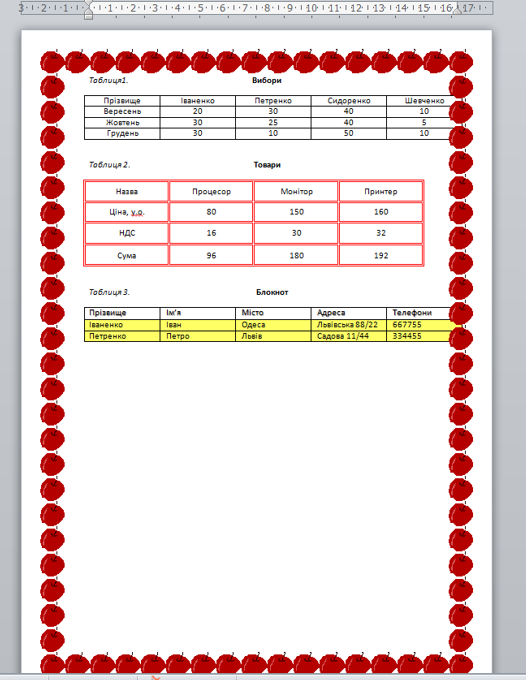 3 2 1 1 2 3 4 5 6 7 8 9 10 11 12 13 14 15 16 17
Таблиця1. Вибори
Прізвище Іваненко Петренко Сидоренко Шевченко
Вересень 20 30 40 10
Жовтень 30 25 40 5
Грудень 30 10 50 10
Таблиця 2. Товари
Назва Процесор Монітор Принтер
Ціна, у.о. 80 150 160
НДС 16 30 32
Сума 96 180 192
Таблиця 3. Блокнот
Прізвище Ім'я Місто Адреса Телефони
Іваненко Іван Одеса Львівська 88/22 667755
Петренко Петро Львів Садова 11/44 334455